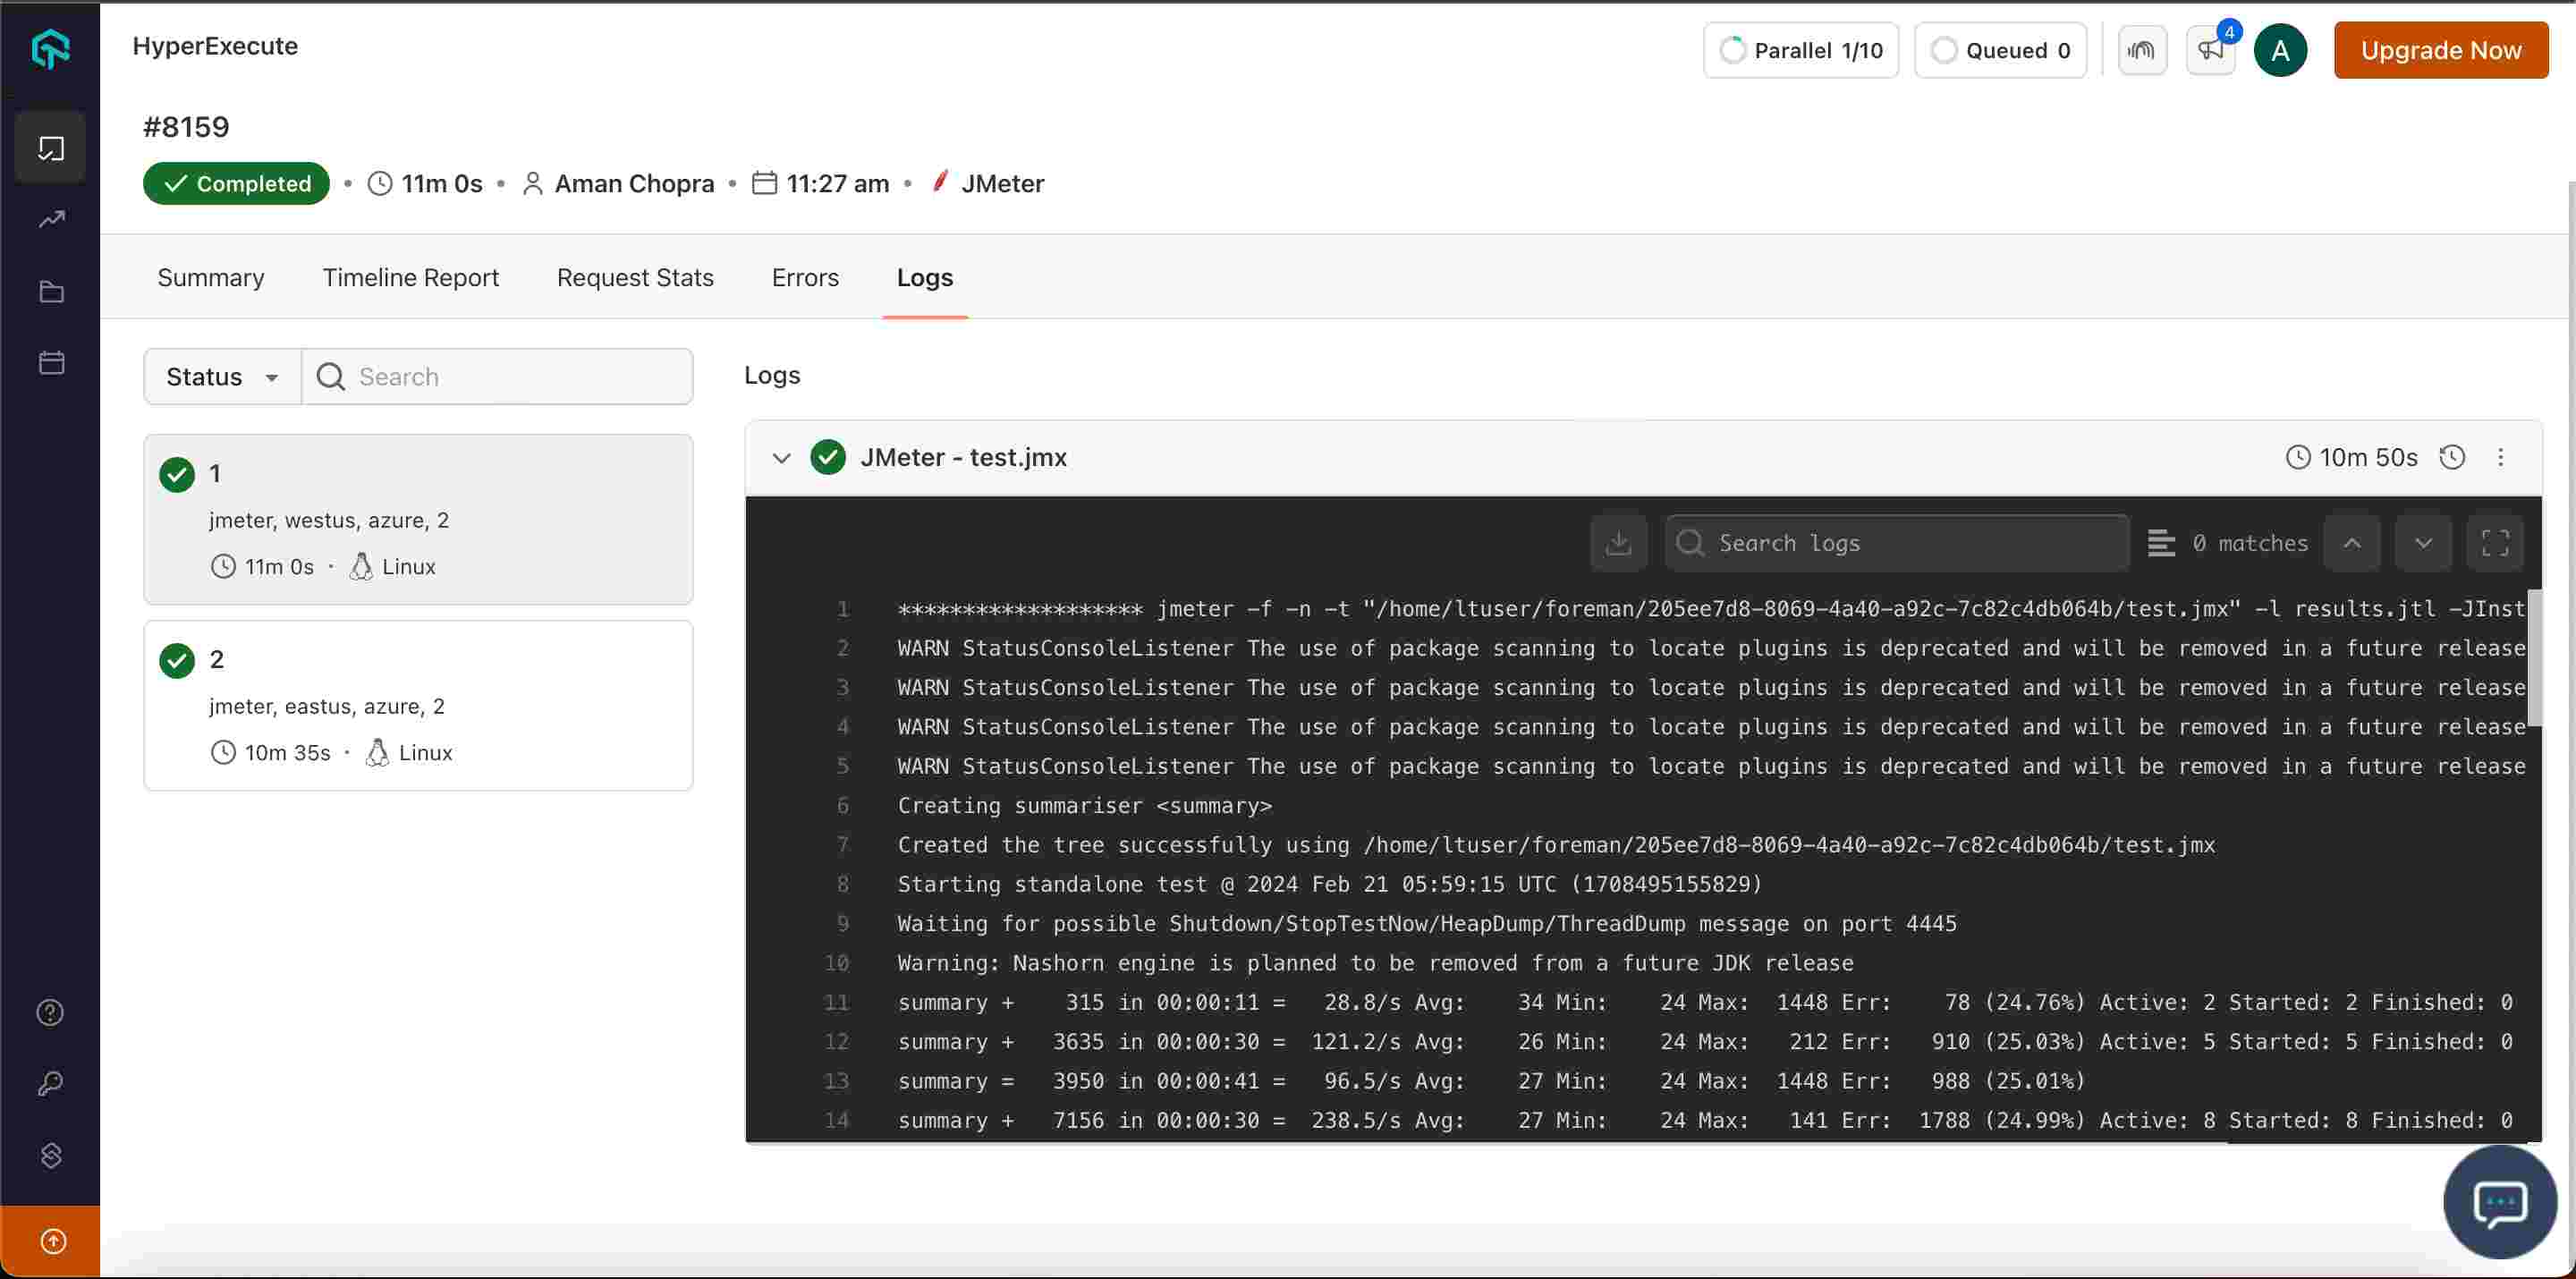 HyperExecute
Parallel 1/10
Queued 0
4
A
Upgrade Now
#8159
Completed • 11m 0s • Aman Chopra • 11:27 am • JMeter
Summary
Timeline Report
Request Stats
Errors
Logs
Status
Search
1
jmeter, westus, azure, 2
11m 0s · Linux
2
jmeter, eastus, azure, 2
10m 35s · Linux
Logs
JMeter - test.jmx
10m 50s
Search logs
0 matches
1 ******************* jmeter -f -n -t "/home/ltuser/foreman/205ee7d8-8069-4a40-a92c-7c82c4db064b/test.jmx" -l results.jtl -JInst
2 WARN StatusConsoleListener The use of package scanning to locate plugins is deprecated and will be removed in a future release
3 WARN StatusConsoleListener The use of package scanning to locate plugins is deprecated and will be removed in a future release
4 WARN StatusConsoleListener The use of package scanning to locate plugins is deprecated and will be removed in a future release
5 WARN StatusConsoleListener The use of package scanning to locate plugins is deprecated and will be removed in a future release
6 Creating summariser <summary>
7 Created the tree successfully using /home/ltuser/foreman/205ee7d8-8069-4a40-a92c-7c82c4db064b/test.jmx
8 Starting standalone test @ 2024 Feb 21 05:59:15 UTC (1708495155829)
9 Waiting for possible Shutdown/StopTestNow/HeapDump/ThreadDump message on port 4445
10 Warning: Nashorn engine is planned to be removed from a future JDK release
11 summary + 315 in 00:00:11 = 28.8/s Avg: 34 Min: 24 Max: 1448 Err: 78 (24.76%) Active: 2 Started: 2 Finished: 0
12 summary + 3635 in 00:00:30 = 121.2/s Avg: 26 Min: 24 Max: 212 Err: 910 (25.03%) Active: 5 Started: 5 Finished: 0
13 summary = 3950 in 00:00:41 = 96.5/s Avg: 27 Min: 24 Max: 1448 Err: 988 (25.01%)
14 summary + 7156 in 00:00:30 = 238.5/s Avg: 27 Min: 24 Max: 141 Err: 1788 (24.99%) Active: 8 Started: 8 Finished: 0